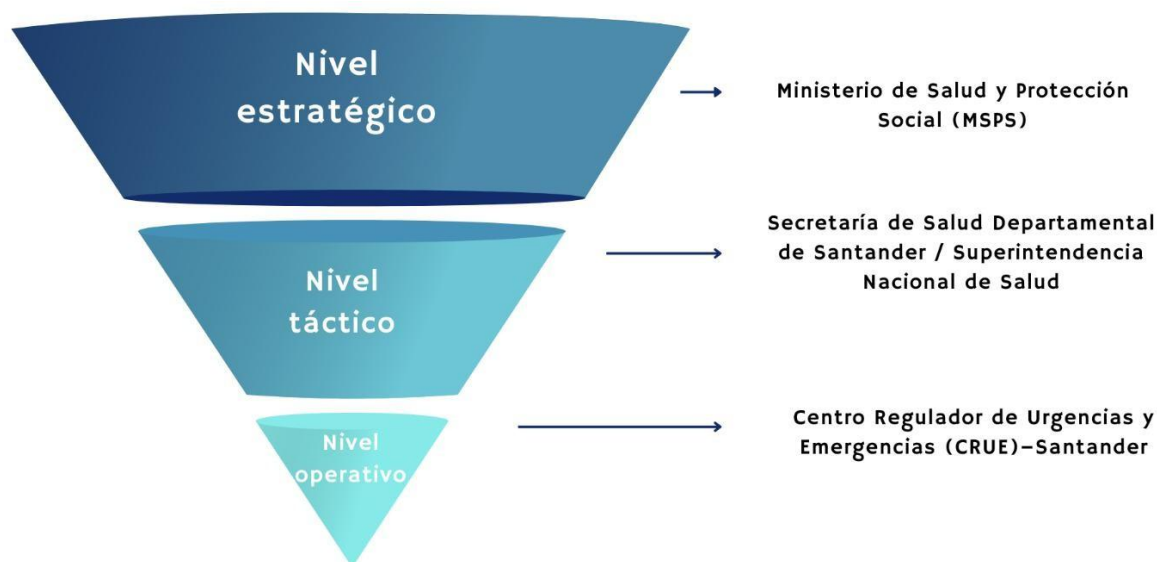 Nivel
estratégico
Ministerio de Salud y Protección
Social (MSPS)
Nivel
táctico
Secretaría de Salud Departamental
de Santander / Superintendencia
Nacional de Salud
Nivel
operativo
Centro Regulador de Urgencias y
Emergencias (CRUE)–Santander